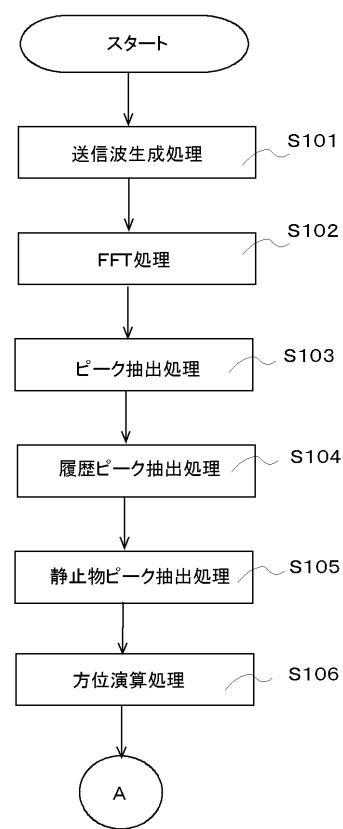 スタート
送信波生成処理
S101
FFT処理
S102
ピーク抽出処理
S103
履歴ピーク抽出処理
S104
静止物ピーク抽出処理
S105
方位演算処理
S106
A